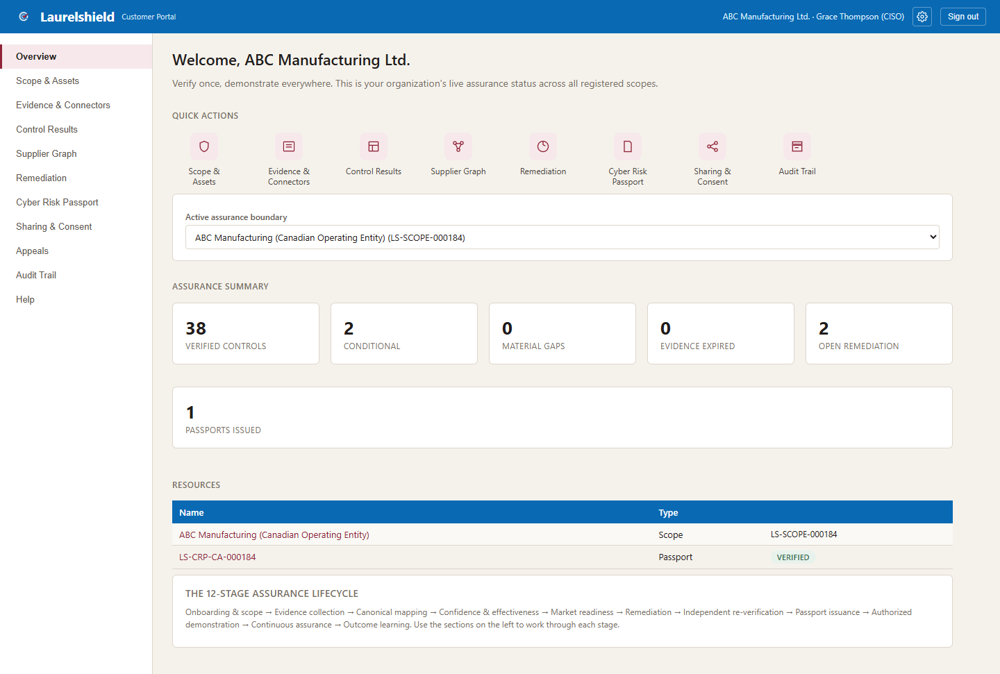 Laurelshield Customer Portal
ABC Manufacturing Ltd. · Grace Thompson (CISO)
Sign out
Overview
Scope & Assets
Evidence & Connectors
Control Results
Supplier Graph
Remediation
Cyber Risk Passport
Sharing & Consent
Appeals
Audit Trail
Help
Welcome, ABC Manufacturing Ltd.
Verify once, demonstrate everywhere. This is your organization's live assurance status across all registered scopes.
QUICK ACTIONS
Scope &
Assets
Evidence &
Connectors
Control Results
Supplier Graph
Remediation
Cyber Risk
Passport
Sharing &
Consent
Audit Trail
Active assurance boundary
ABC Manufacturing (Canadian Operating Entity) (LS-SCOPE-000184)
ASSURANCE SUMMARY
38
VERIFIED CONTROLS
2
CONDITIONAL
0
MATERIAL GAPS
0
EVIDENCE EXPIRED
2
OPEN REMEDIATION
1
PASSPORTS ISSUED
RESOURCES
Name Type
ABC Manufacturing (Canadian Operating Entity) Scope LS-SCOPE-000184
LS-CRP-CA-000184 Passport VERIFIED
THE 12-STAGE ASSURANCE LIFECYCLE
Onboarding & scope → Evidence collection → Canonical mapping → Confidence & effectiveness → Market readiness → Remediation → Independent re-verification → Passport issuance → Authorized
demonstration → Continuous assurance → Outcome learning. Use the sections on the left to work through each stage.